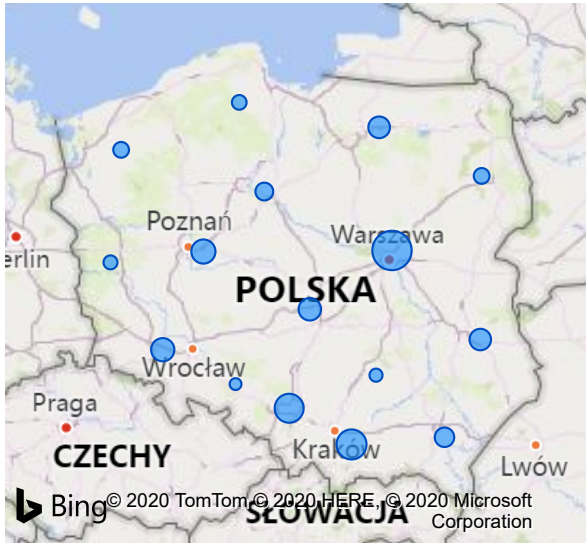 Poznań
Warszawa
erlin
POLSKA
Wrocław
Praga
Kraków
CZECHY
Lwów
Bing
© 2020 TomTom © 2020 HERE, © 2020 Microsoft
Corporation
SŁOWACJA